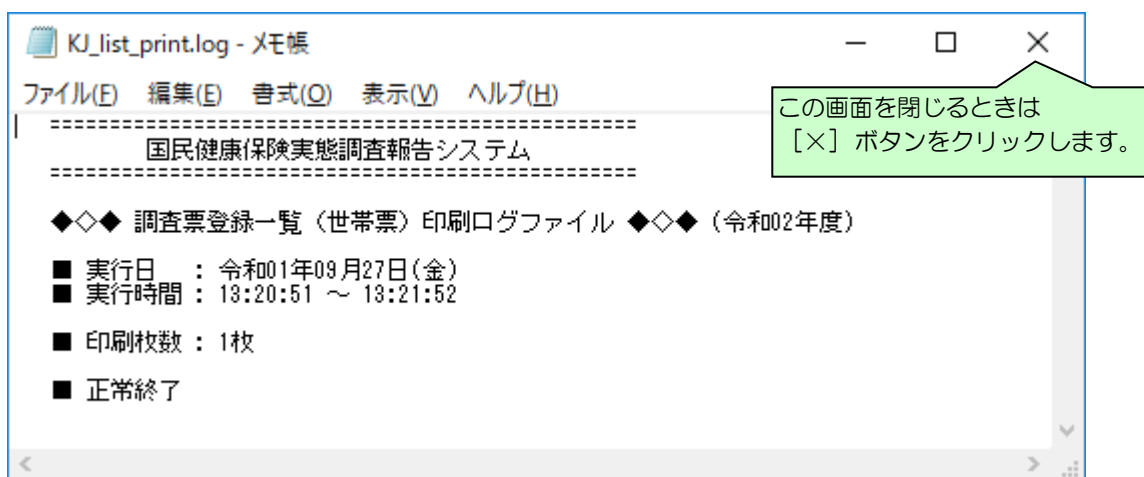 KJ_list_print.log - メモ帳
ファイル(F) 編集(E) 書式(O) 表示(V) ヘルプ(H)
この画面を閉じるときは
［×］ボタンをクリックします。
=================================================
国民健康保険実態調査報告システム
=================================================
◆◇◆ 調査票登録一覧（世帯票）印刷ログファイル ◆◇◆（令和02年度）
■ 実行日 ： 令和01年09月27日(金)
■ 実行時間 ： 13:20:51 ～ 13:21:52
■ 印刷枚数 ： 1枚
■ 正常終了